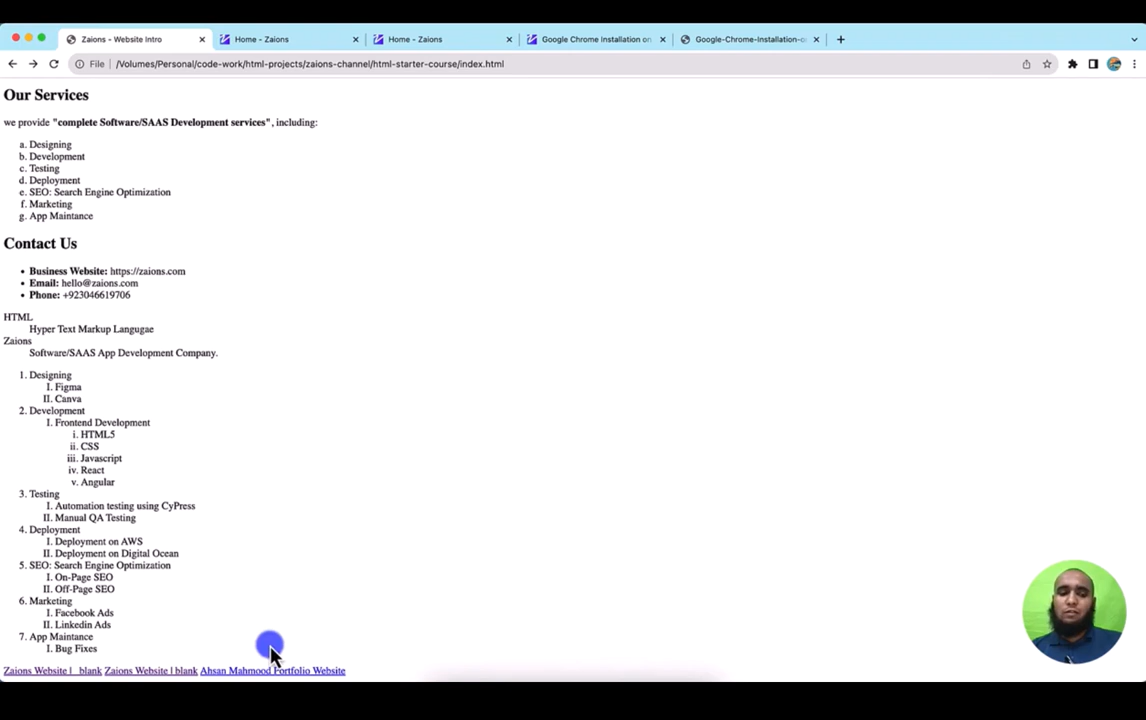 Zaions - Website Intro
Home - Zaions
Home - Zaions
Google Chrome Installation on
Google-Chrome-Installation-o
File
/Volumes/Personal/code-work/html-projects/zaions-channel/html-starter-course/index.html
Our Services
we provide "complete Software/SAAS Development services", including:
a. Designing
b. Development
c. Testing
d. Deployment
e. SEO: Search Engine Optimization
f. Marketing
g. App Maintance
Contact Us
• Business Website: https://zaions.com
• Email: hello@zaions.com
• Phone: +923046619706
HTML
Hyper Text Markup Langugae
Zaions
Software/SAAS App Development Company.
1. Designing
I. Figma
II. Canva
2. Development
I. Frontend Development
i. HTML5
ii. CSS
iii. Javascript
iv. React
v. Angular
3. Testing
I. Automation testing using CyPress
II. Manual QA Testing
4. Deployment
I. Deployment on AWS
II. Deployment on Digital Ocean
5. SEO: Search Engine Optimization
I. On-Page SEO
II. Off-Page SEO
6. Marketing
I. Facebook Ads
II. Linkedin Ads
7. App Maintance
I. Bug Fixes
Zaions Website | _blank Zaions Website | blank Ahsan Mahmood Portfolio Website